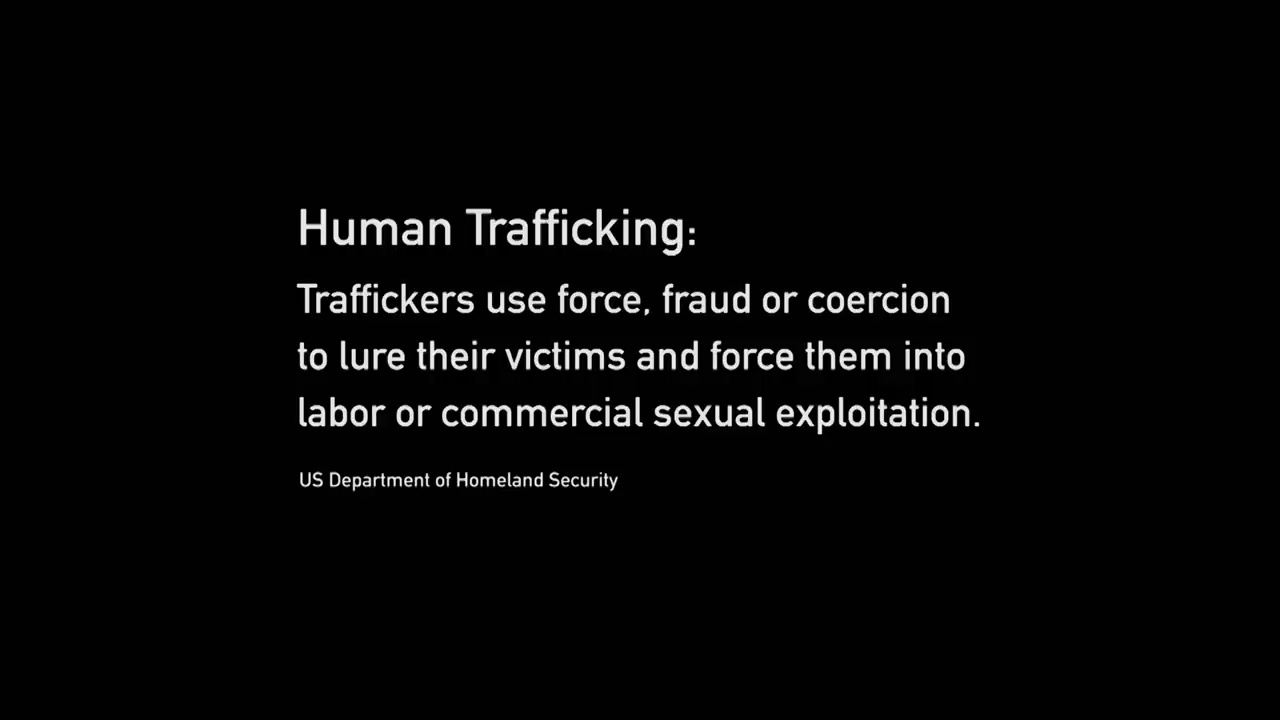 Human Trafficking:
Traffickers use force, fraud or coercion
to lure their victims and force them into
labor or commercial sexual exploitation.
US Department of Homeland Security